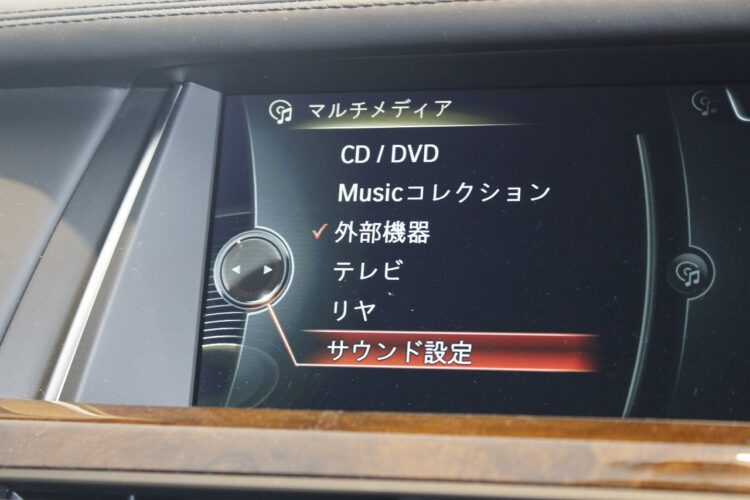 マルチメディア
CD / DVD
Musicコレクション
外部機器
テレビ
リヤ
サウンド設定